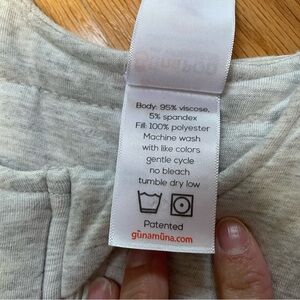 Body: 95% viscose,
5% spandex
Fill: 100% polyester
Machine wash
with like colors
gentle cycle
no bleach
tumble dry low
Patented
günamüna.com